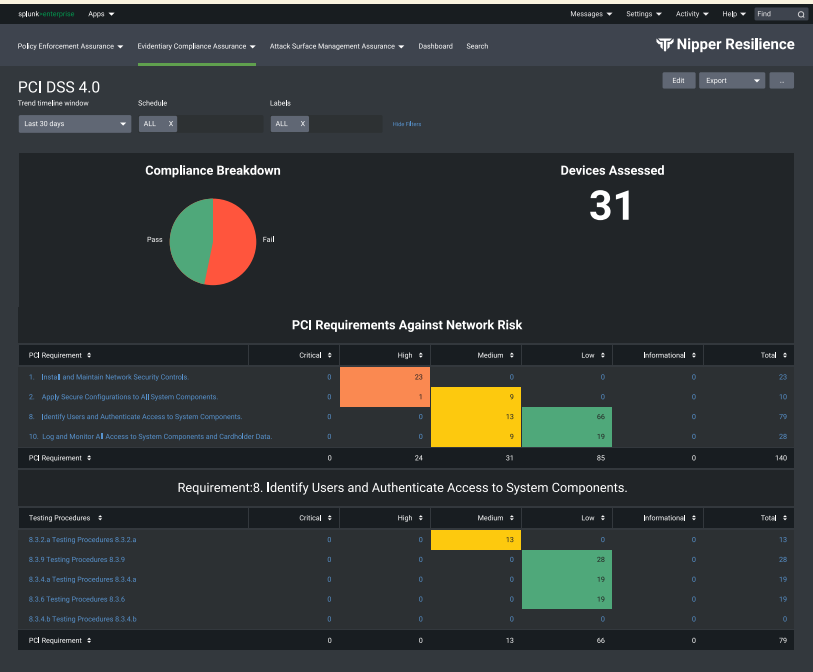 splunk>enterprise Apps Messages Settings Activity Help Find
Policy Enforcement Assurance Evidentiary Compliance Assurance Attack Surface Management Assurance Dashboard Search Nipper Resilience
PCI DSS 4.0 Edit Export ...
Trend timeline window Schedule Labels
Last 30 days ALL X ALL X Hide Filters
Compliance Breakdown Devices Assessed
31
Pass Fail
PCI Requirements Against Network Risk
PCI Requirement Critical High Medium Low Informational Total
1. Install and Maintain Network Security Controls. 0 23 0 0 0 23
2. Apply Secure Configurations to All System Components. 0 1 9 0 0 10
8. Identify Users and Authenticate Access to System Components. 0 0 13 66 0 79
10. Log and Monitor All Access to System Components and Cardholder Data. 0 0 9 19 0 28
PCI Requirement 0 24 31 85 0 140
Requirement:8. Identify Users and Authenticate Access to System Components.
Testing Procedures Critical High Medium Low Informational Total
8.3.2.a Testing Procedures 8.3.2.a 0 0 13 0 0 13
8.3.9 Testing Procedures 8.3.9 0 0 0 28 0 28
8.3.4.a Testing Procedures 8.3.4.a 0 0 0 19 0 19
8.3.6 Testing Procedures 8.3.6 0 0 0 19 0 19
8.3.4.b Testing Procedures 8.3.4.b 0 0 0 0 0 0
PCI Requirement 0 0 13 66 0 79